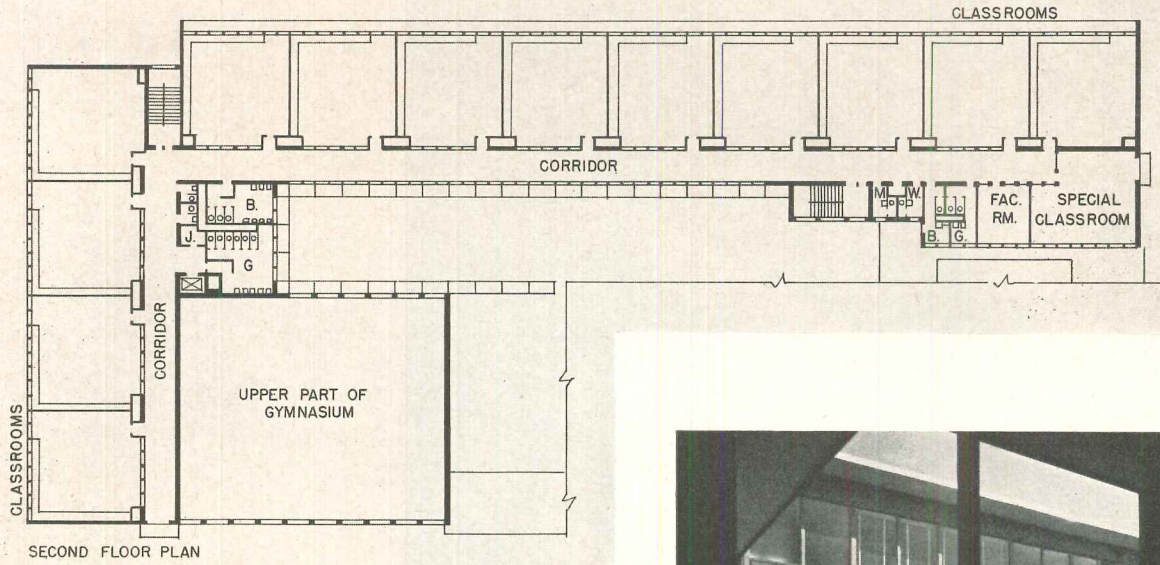 CLASSROOMS
CORRIDOR
B.
J.
G
M.
W.
B.
G.
FAC.
RM.
SPECIAL
CLASSROOM
CORRIDOR
UPPER PART OF
GYMNASIUM
CLASSROOMS
SECOND FLOOR PLAN